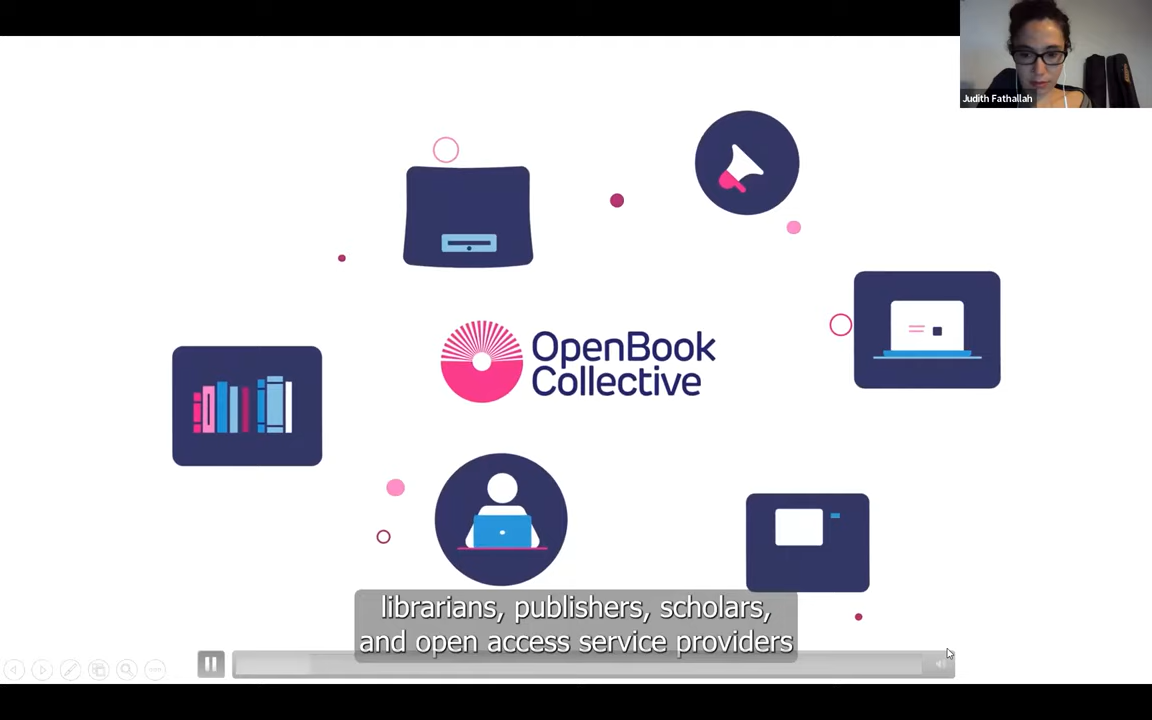 Judith Fathallah
OpenBook
Collective
librarians, publishers, scholars,
and open access service providers